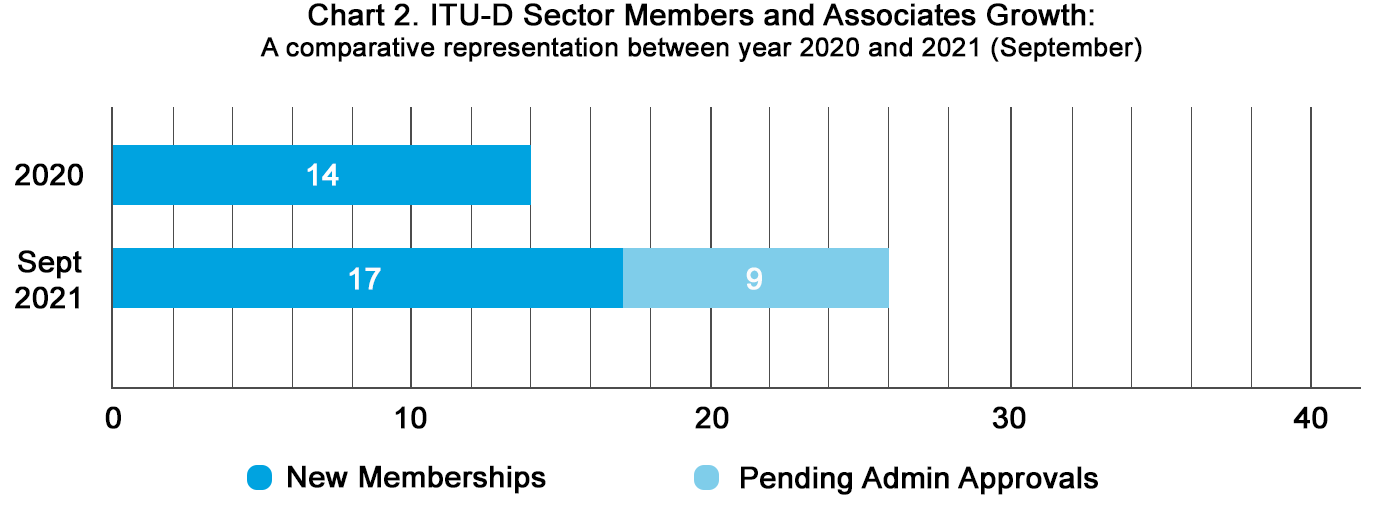 Chart 2. ITU-D Sector Members and Associates Growth:
A comparative representation between year 2020 and 2021 (September)
2020
14
Sept
2021
17
9
0
10
20
30
40
New Memberships
Pending Admin Approvals